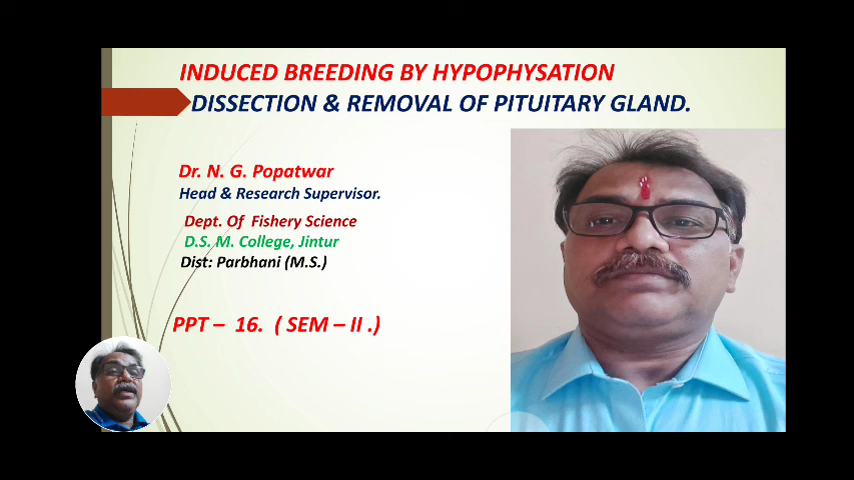 INDUCED BREEDING BY HYPOPHYSATION
DISSECTION & REMOVAL OF PITUITARY GLAND.
Dr. N. G. Popatwar
Head & Research Supervisor.
Dept. Of Fishery Science
D.S. M. College, Jintur
Dist: Parbhani (M.S.)
PPT – 16. ( SEM – II .)